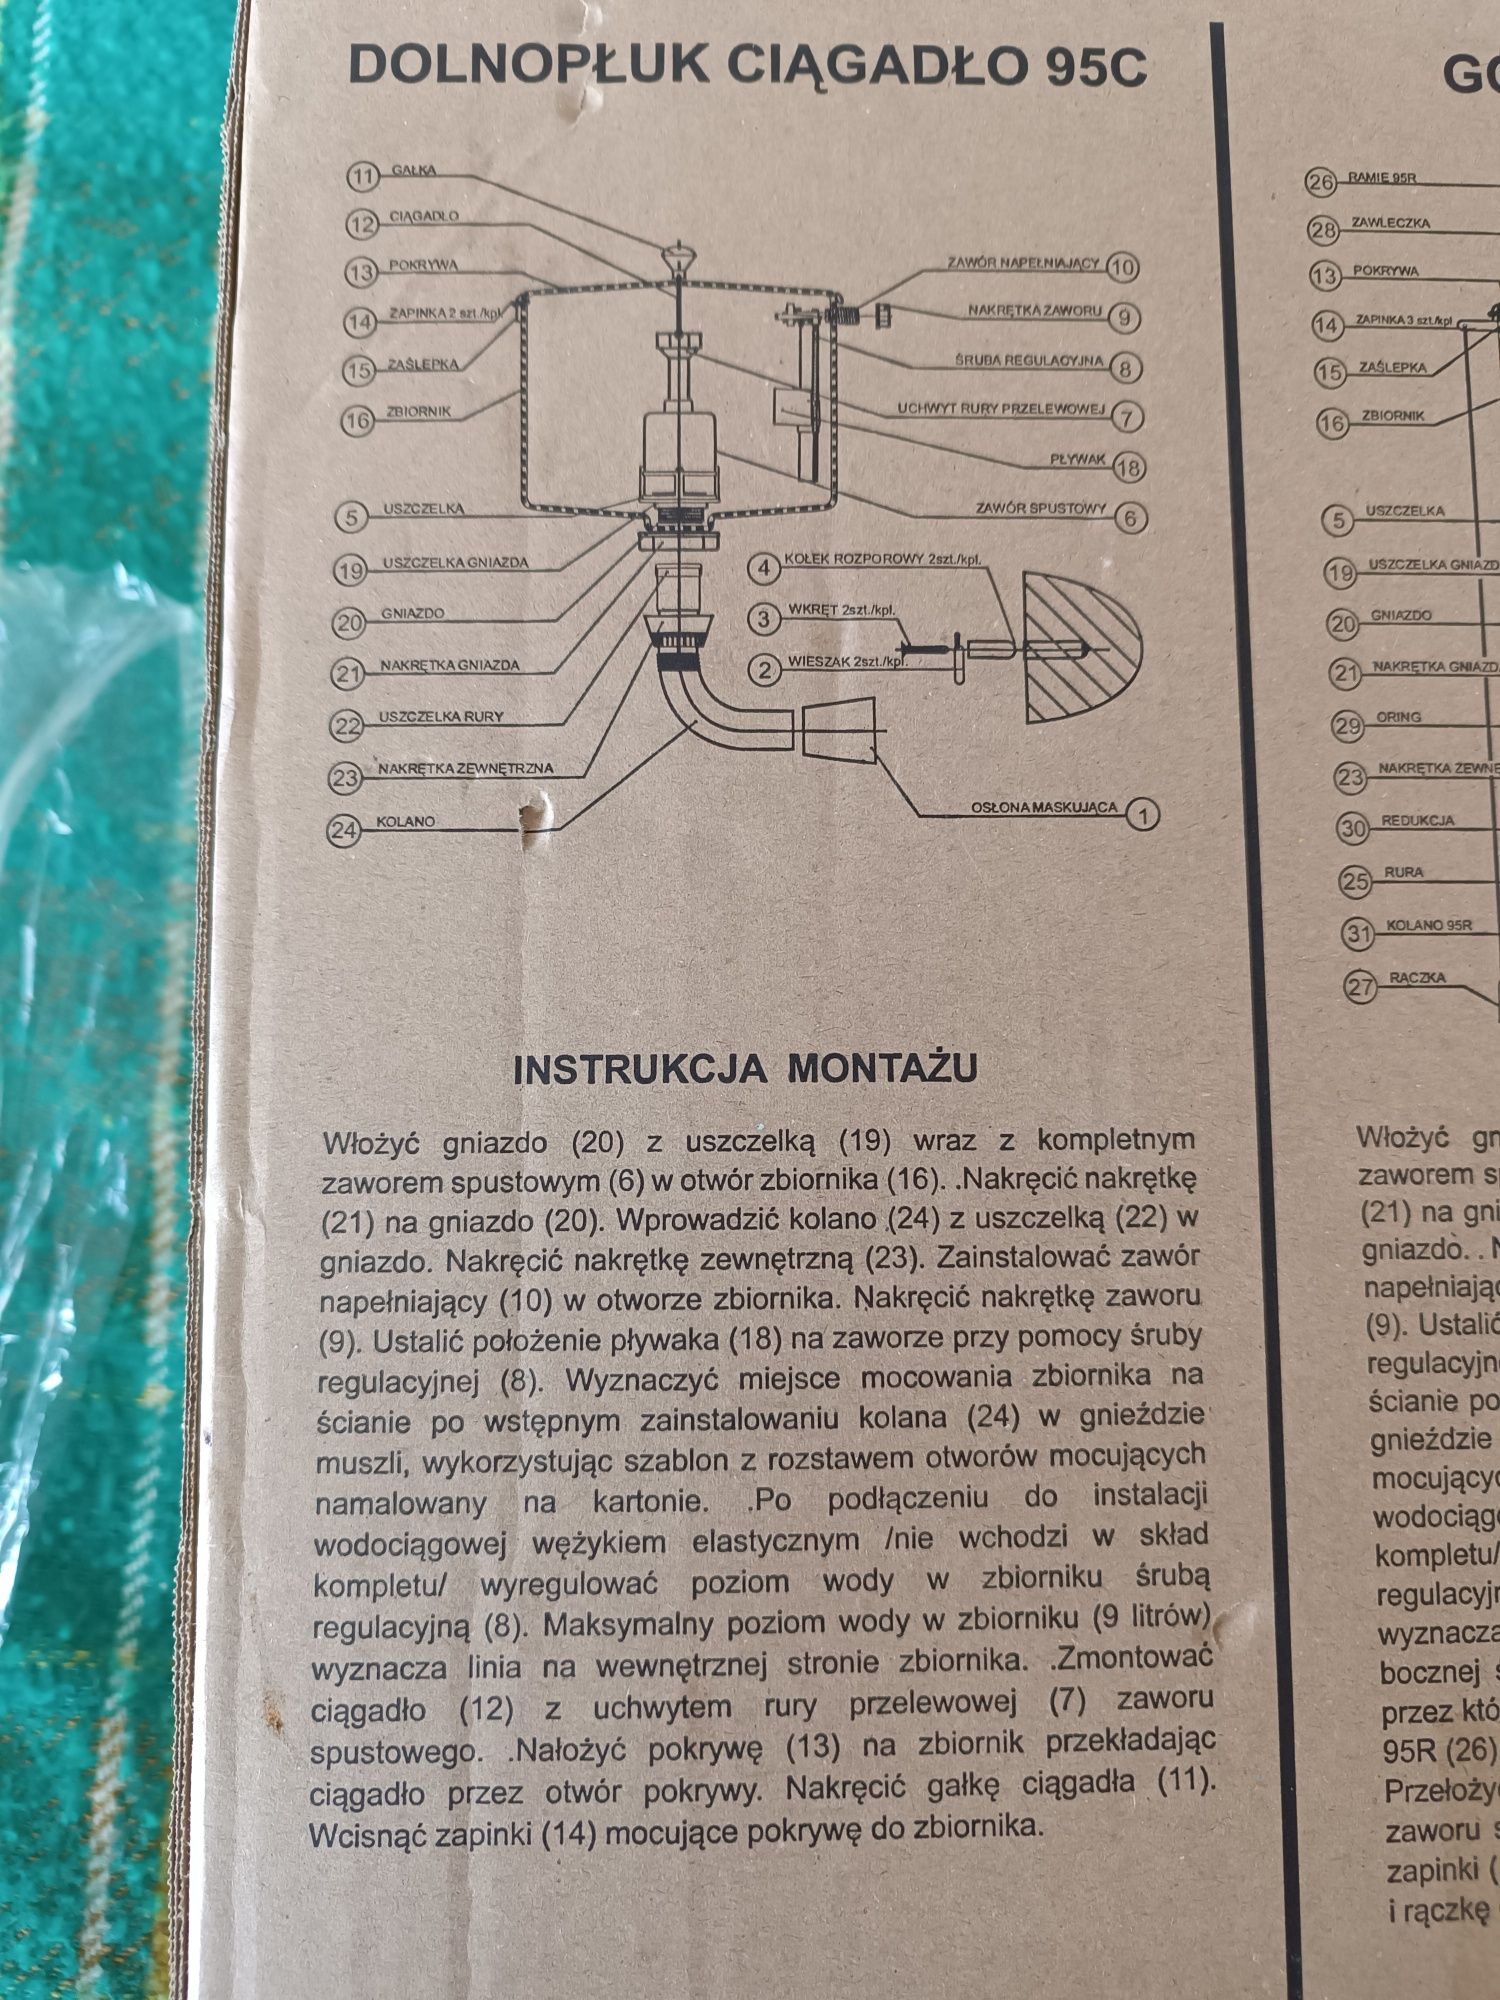 DOLNOPŁUK CIĄGADŁO 95C
11 GAŁKA
12 CIĄGADŁO
13 POKRYWA
14 ZAPINKA 2 szt./kpl
15 ZAŚLEPKA
16 ZBIORNIK
5 USZCZELKA
19 USZCZELKA GNIAZDA
20 GNIAZDO
21 NAKRĘTKA GNIAZDA
22 USZCZELKA RURY
23 NAKRĘTKA ZEWNĘTRZNA
24 KOLANO
ZAWÓR NAPEŁNIAJĄCY 10
NAKRĘTKA ZAWORU 9
ŚRUBA REGULACYJNA 8
UCHWYT RURY PRZELEWOWEJ 7
PŁYWAK 18
ZAWÓR SPUSTOWY 6
4 KOŁEK ROZPOROWY 2szt./kpl.
3 WKRĘT 2szt./kpl.
2 WIESZAK 2szt./kpl.
OSŁONA MASKUJĄCA 1
INSTRUKCJA MONTAŻU
Włożyć gniazdo (20) z uszczelką (19) wraz z kompletnym
zaworem spustowym (6) w otwór zbiornika (16). .Nakręcić nakrętkę
(21) na gniazdo (20). Wprowadzić kolano (24) z uszczelką (22) w
gniazdo. Nakręcić nakrętkę zewnętrzną (23). Zainstalować zawór
napełniający (10) w otworze zbiornika. Nakręcić nakrętkę zaworu
(9). Ustalić położenie pływaka (18) na zaworze przy pomocy śruby
regulacyjnej (8). Wyznaczyć miejsce mocowania zbiornika na
ścianie po wstępnym zainstalowaniu kolana (24) w gnieździe
muszli, wykorzystując szablon z rozstawem otworów mocujących
namalowany na kartonie. .Po podłączeniu do instalacji
wodociągowej wężykiem elastycznym /nie wchodzi w skład
kompletu/ wyregulować poziom wody w zbiorniku śrubą
regulacyjną (8). Maksymalny poziom wody w zbiorniku (9 litrów)
wyznacza linia na wewnętrznej stronie zbiornika. .Zmontować
ciągadło (12) z uchwytem rury przelewowej (7) zaworu
spustowego. .Nałożyć pokrywę (13) na zbiornik przekładając
ciągadło przez otwór pokrywy. Nakręcić gałkę ciągadła (11).
Wcisnąć zapinki (14) mocujące pokrywę do zbiornika.
26 RAMIE 95R
28 ZAWLECZKA
13 POKRYWA
14 ZAPINKA 3 szt./kpl
15 ZAŚLEPKA
16 ZBIORNIK
5 USZCZELKA
19 USZCZELKA GNIAZD
20 GNIAZDO
21 NAKRĘTKA GNIAZD
29 ORING
23 NAKRĘTKA ZEWNĘ
30 REDUKCJA
25 RURA
31 KOLANO 95R
27 RĄCZKA
Włożyć
zaworem
(21) na
gniazdo. .
(9). Ustalić
ścianie
gnieździe
kompletu/
bocznej
przez
95R (26)
zaworu
zapinki (
i rączkę